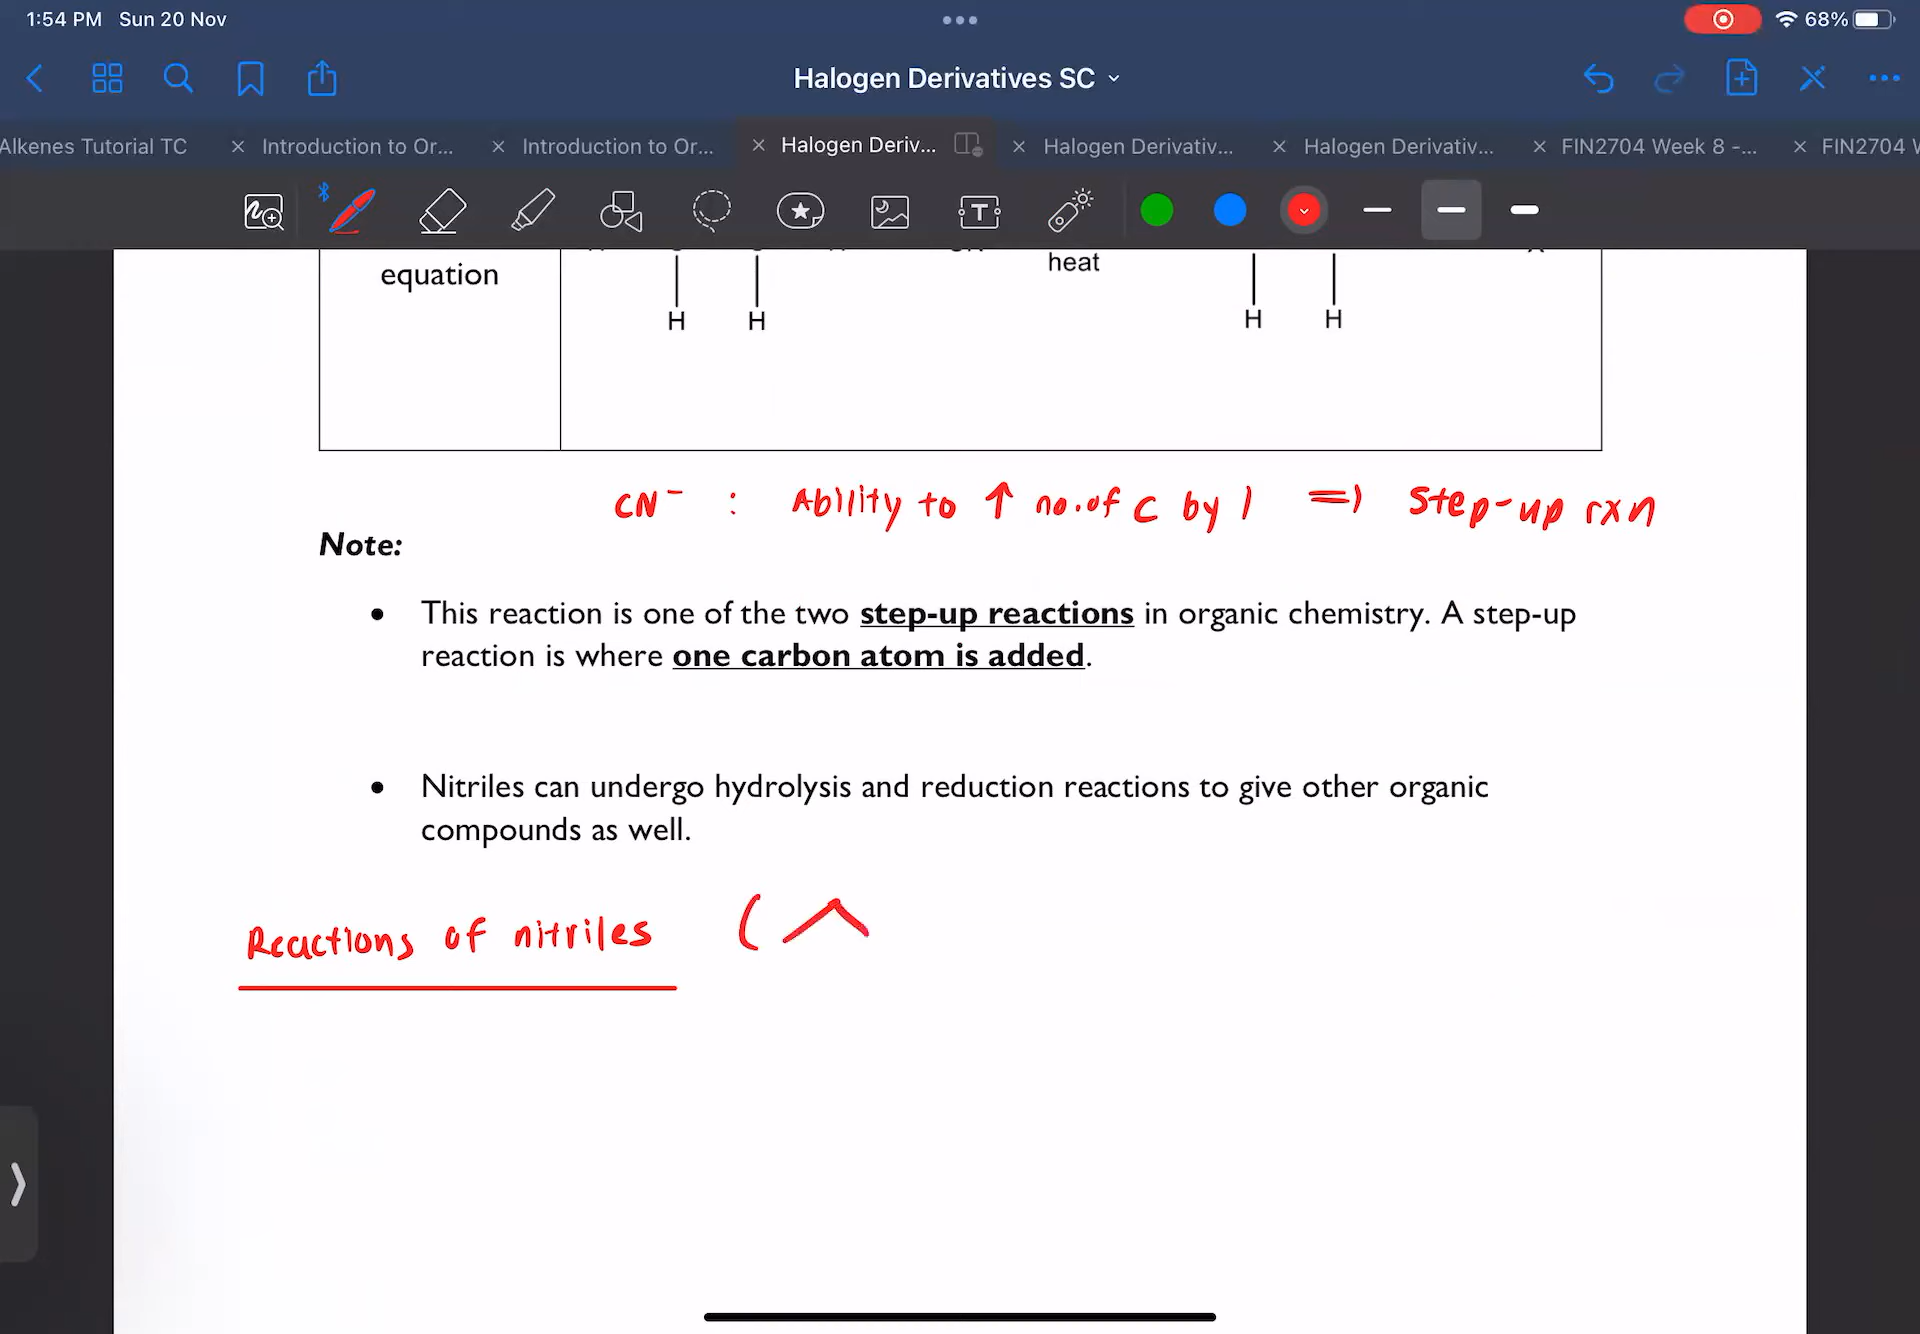 1:54 PM Sun 20 Nov
68%
Halogen Derivatives SC
Alkenes Tutorial TC
Introduction to Or...
Introduction to Or...
Halogen Deriv...
Halogen Derivativ...
Halogen Derivativ...
FIN2704 Week 8 -...
FIN2704
T
equation
heat
H H H H
CN⁻ : Ability to ↑ no. of C by 1 => Step-up rxn
Note:
• This reaction is one of the two step-up reactions in organic chemistry. A step-up
reaction is where one carbon atom is added.
• Nitriles can undergo hydrolysis and reduction reactions to give other organic
compounds as well.
Reactions of nitriles (